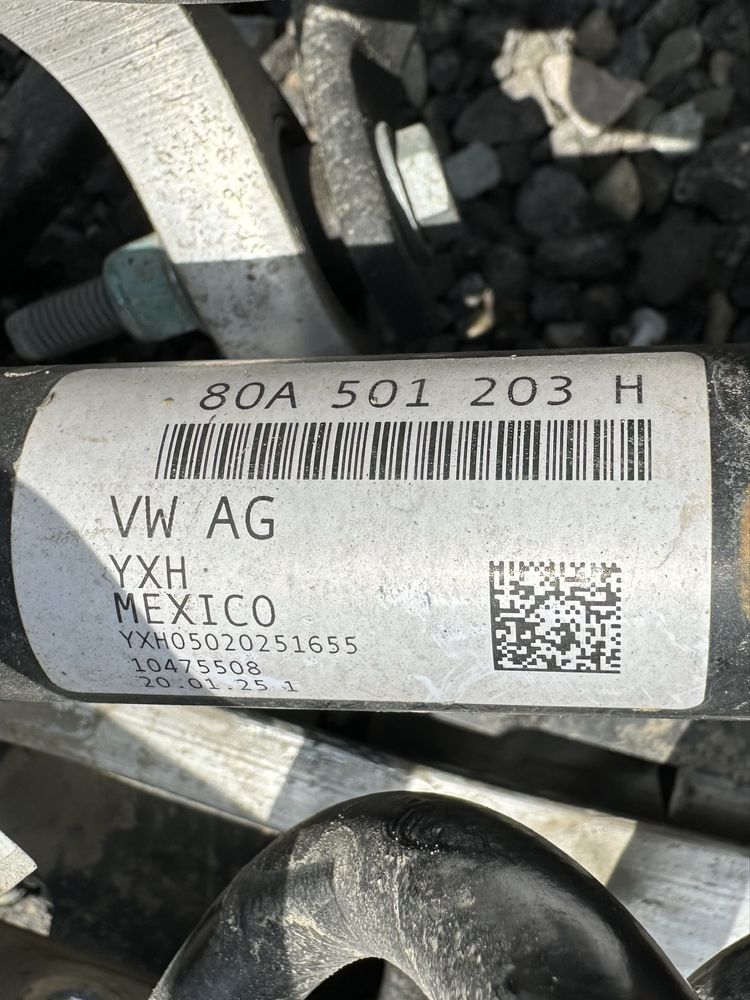 80A 501 203 H
VW AG
YXH
MEXICO
YXH05020251655
10475508
20.01.25 1